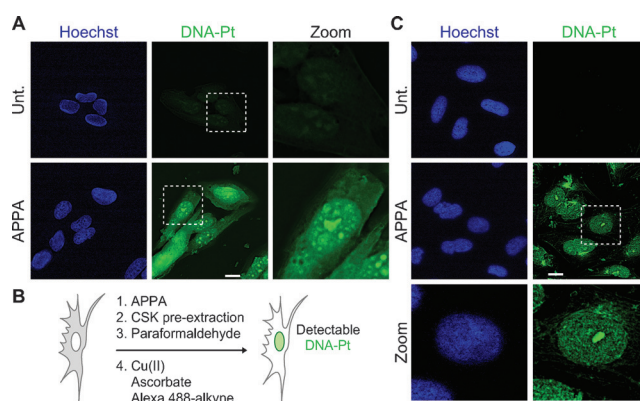 A
Hoechst
DNA-Pt
Zoom
Unt.
APPA
B
1. APPA
2. CSK pre-extraction
3. Paraformaldehyde
4. Cu(II)
Ascorbate
Alexa 488-alkyne
Detectable
DNA-Pt
C
Hoechst
DNA-Pt
Unt.
APPA
Zoom